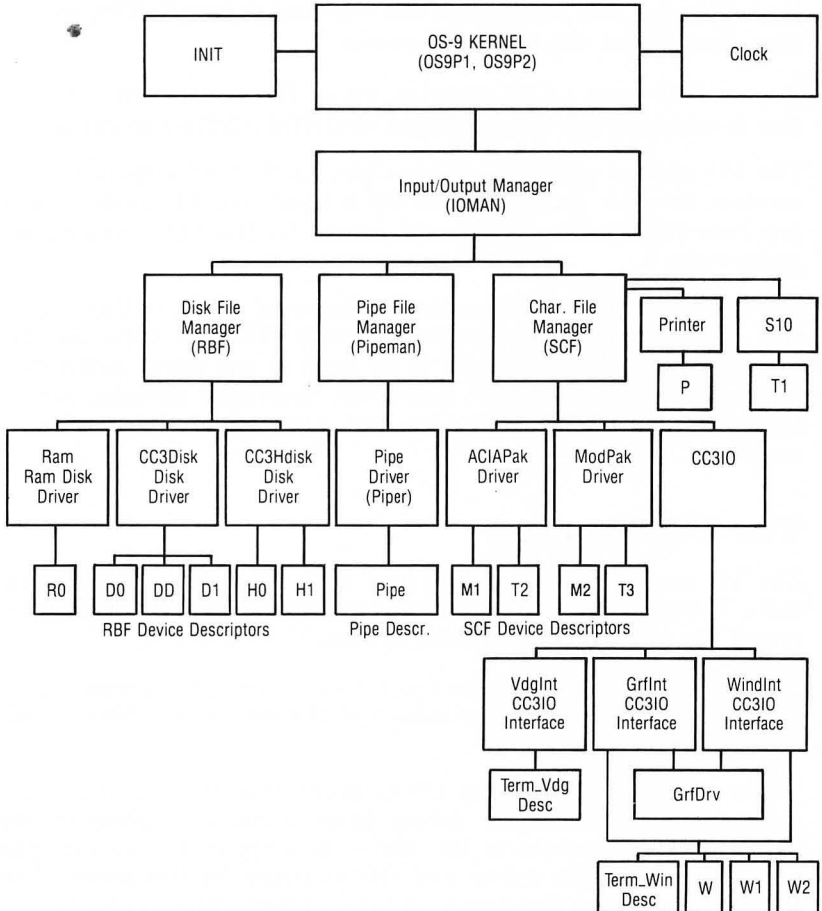 INIT
OS-9 KERNEL
(OS9P1, OS9P2)
Clock
Input/Output Manager
(IOMAN)
Disk File
Manager
(RBF)
Pipe File
Manager
(Pipeman)
Char. File
Manager
(SCF)
Printer
S10
P
T1
Ram
Ram Disk
Driver
CC3Disk
Disk
Driver
CC3Hdisk
Disk
Driver
Pipe
Driver
(Piper)
ACIAPak
Driver
ModPak
Driver
CC3IO
R0
D0
DD
D1
H0
H1
Pipe
M1
T2
M2
T3
RBF Device Descriptors
Pipe Descr.
SCF Device Descriptors
VdgInt
CC3IO
Interface
GrfInt
CC3IO
Interface
WindInt
CC3IO
Interface
Term_Vdg
Desc
GrfDrv
Term_Win
Desc
W
W1
W2